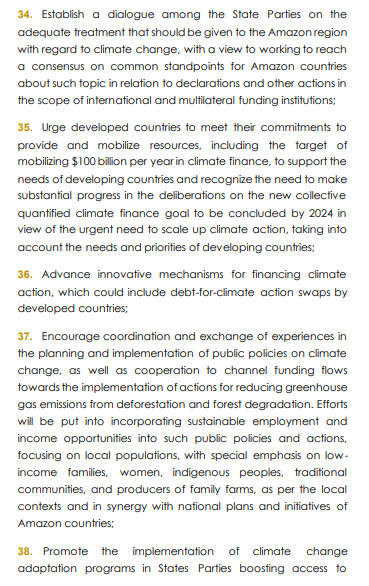 34. Establish a dialogue among the State Parties on the
adequate treatment that should be given to the Amazon region
with regard to climate change, with a view to working to reach
a consensus on common standpoints for Amazon countries
about such topic in relation to declarations and other actions in
the scope of international and multilateral funding institutions;
35. Urge developed countries to meet their commitments to
provide and mobilize resources, including the target of
mobilizing $100 billion per year in climate finance, to support the
needs of developing countries and recognize the need to make
substantial progress in the deliberations on the new collective
quantified climate finance goal to be concluded by 2024 in
view of the urgent need to scale up climate action, taking into
account the needs and priorities of developing countries;
36. Advance innovative mechanisms for financing climate
action, which could include debt-for-climate action swaps by
developed countries;
37. Encourage coordination and exchange of experiences in
the planning and implementation of public policies on climate
change, as well as cooperation to channel funding flows
towards the implementation of actions for reducing greenhouse
gas emissions from deforestation and forest degradation. Efforts
will be put into incorporating sustainable employment and
income opportunities into such public policies and actions,
focusing on local populations, with special emphasis on low-
income families, women, indigenous peoples, traditional
communities, and producers of family farms, as per the local
contexts and in synergy with national plans and initiatives of
Amazon countries;
38. Promote the implementation of climate change
adaptation programs in States Parties boosting access to